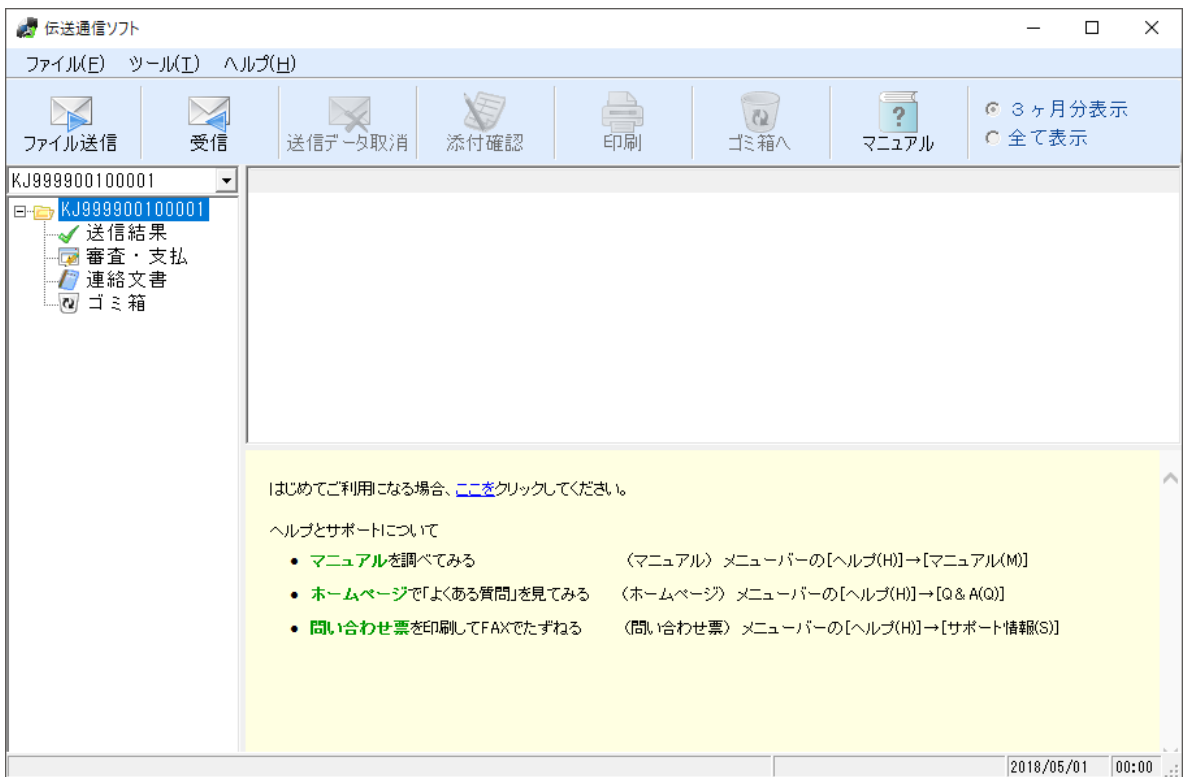 伝送通信ソフト
ファイル(F) ツール(T) ヘルプ(H)
ファイル送信 受信 送信データ取消 添付確認 印刷 ゴミ箱へ マニュアル
３ヶ月分表示
全て表示
KJ999900100001
KJ999900100001
送信結果
審査・支払
連絡文書
ゴミ箱
はじめてご利用になる場合、ここをクリックしてください。
ヘルプとサポートについて
• マニュアルを調べてみる （マニュアル） メニューバーの[ヘルプ(H)]→[マニュアル(M)]
• ホームページで「よくある質問」を見てみる （ホームページ） メニューバーの[ヘルプ(H)]→[Q&A(Q)]
• 問い合わせ票を印刷してFAXでたずねる （問い合わせ票） メニューバーの[ヘルプ(H)]→[サポート情報(S)]
2018/05/01 00:00